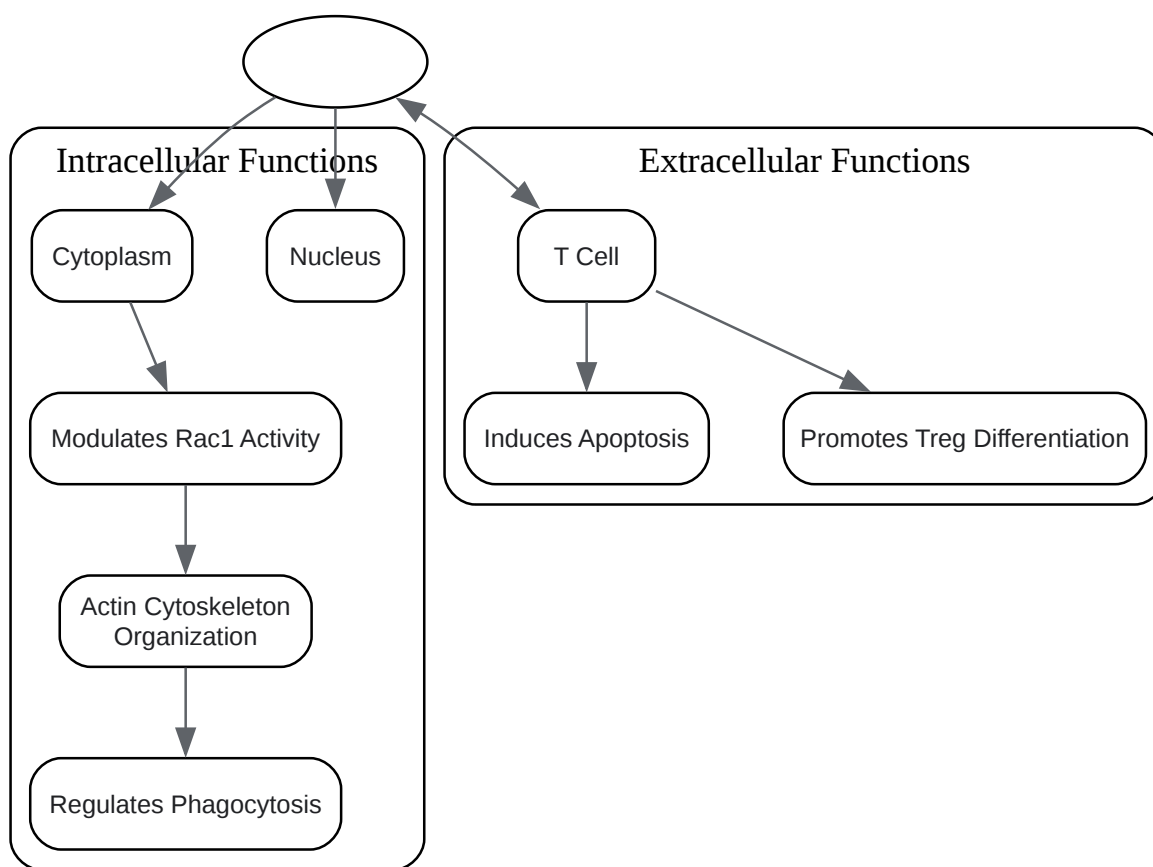 Intracellular Functions
Extracellular Functions
Cytoplasm
Nucleus
T Cell
Modulates Rac1 Activity
Induces Apoptosis
Promotes Treg Differentiation
Actin Cytoskeleton
Organization
Regulates Phagocytosis